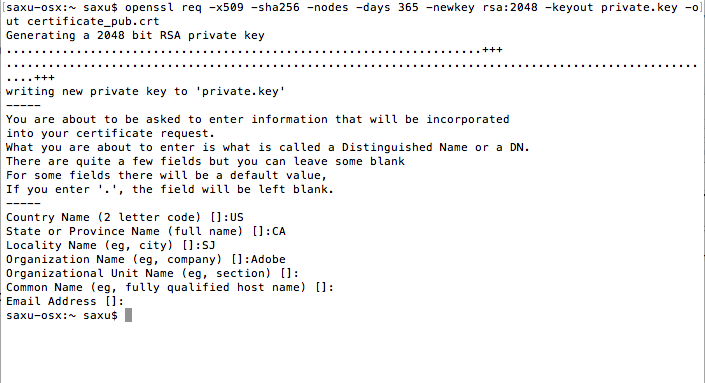 [saxu-osx:~ saxu$ openssl req -x509 -sha256 -nodes -days 365 -newkey rsa:2048 -keyout private.key -o]
ut certificate_pub.crt
Generating a 2048 bit RSA private key
...................................................................+++
..................................................................................................
....+++
writing new private key to 'private.key'
-----
You are about to be asked to enter information that will be incorporated
into your certificate request.
What you are about to enter is what is called a Distinguished Name or a DN.
There are quite a few fields but you can leave some blank
For some fields there will be a default value,
If you enter '.', the field will be left blank.
-----
Country Name (2 letter code) []:US
State or Province Name (full name) []:CA
Locality Name (eg, city) []:SJ
Organization Name (eg, company) []:Adobe
Organizational Unit Name (eg, section) []:
Common Name (eg, fully qualified host name) []:
Email Address []:
saxu-osx:~ saxu$